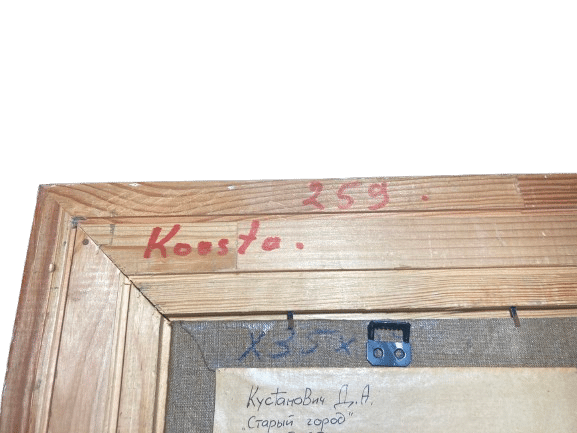 259.
Koosta.
x35x
Кустанович Д.А.
„Старый город"